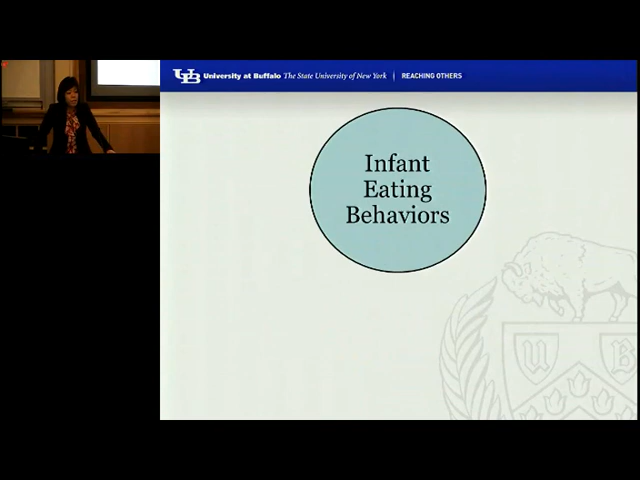 UB University at Buffalo The State University of New York | REACHING OTHERS
Infant
Eating
Behaviors
U B